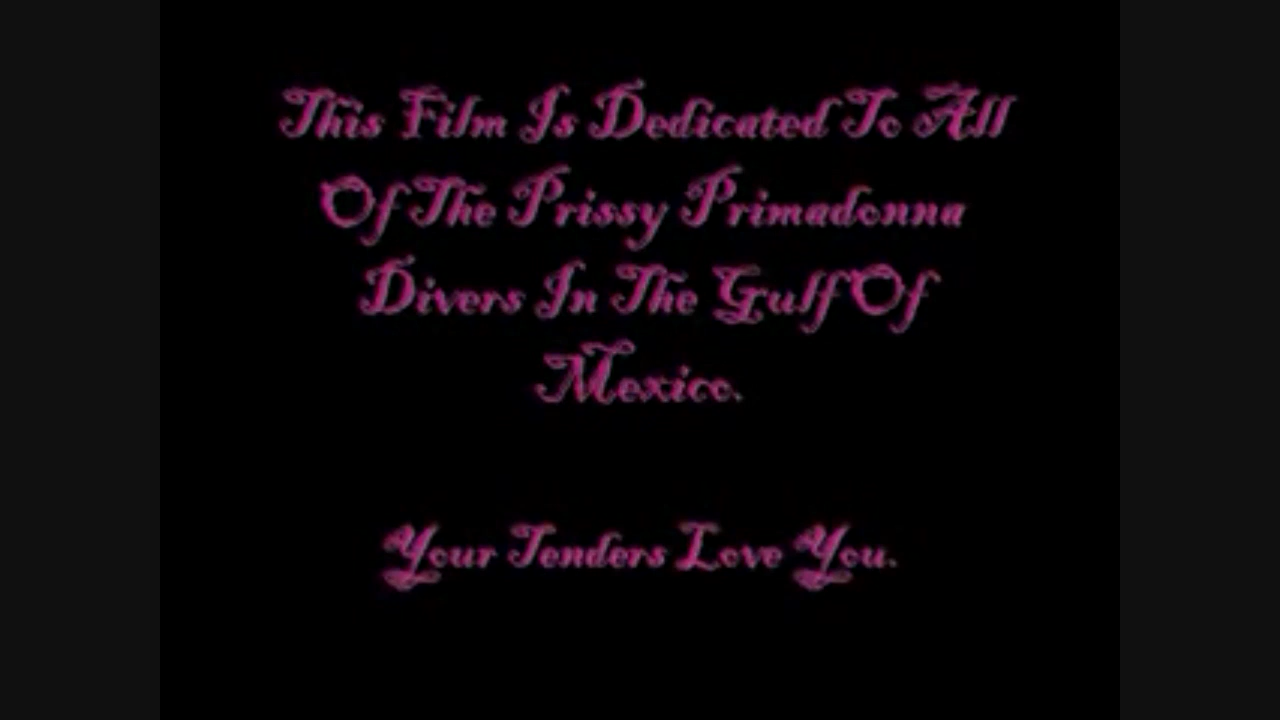 This Film Is Dedicated To All
Of The Prissy Primadonna
Divers In The Gulf Of
Mexico.
Your Tenders Love You.